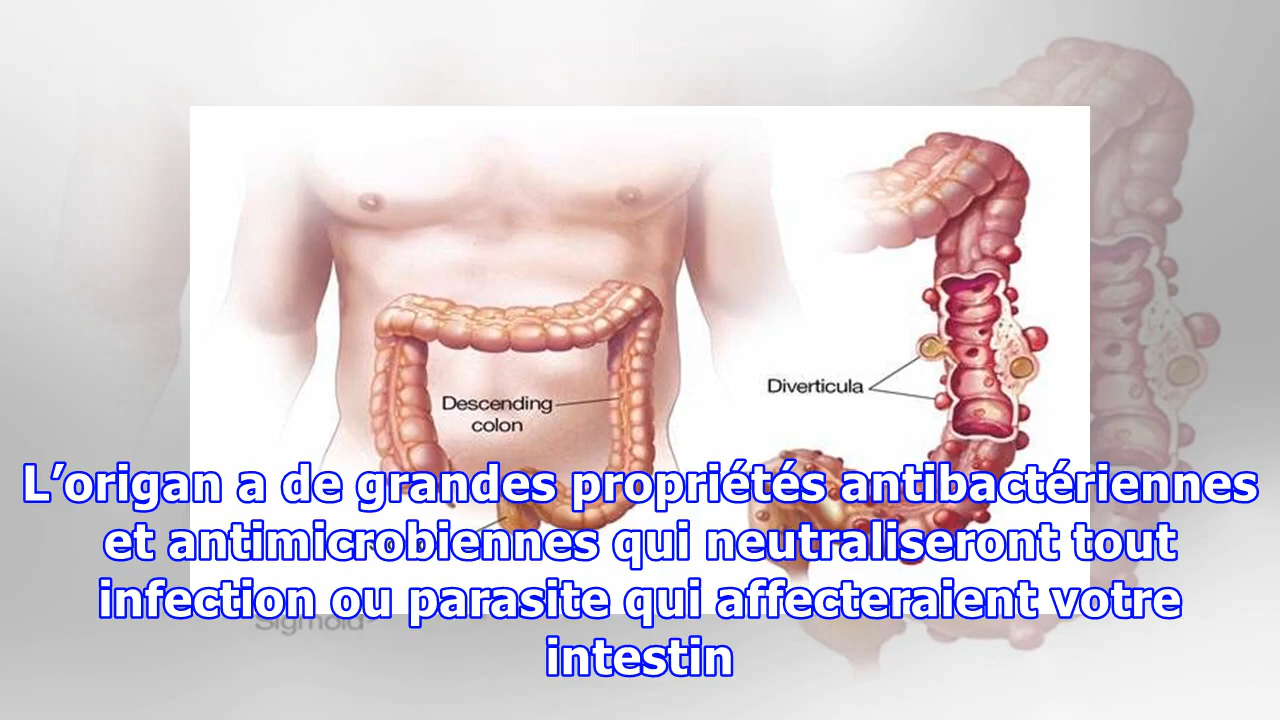 Descending
colon
Diverticula
L’origan a de grandes propriétés antibactériennes
et antimicrobiennes qui neutraliseront tout
infection ou parasite qui affecteraient votre
intestin
Sigmoid